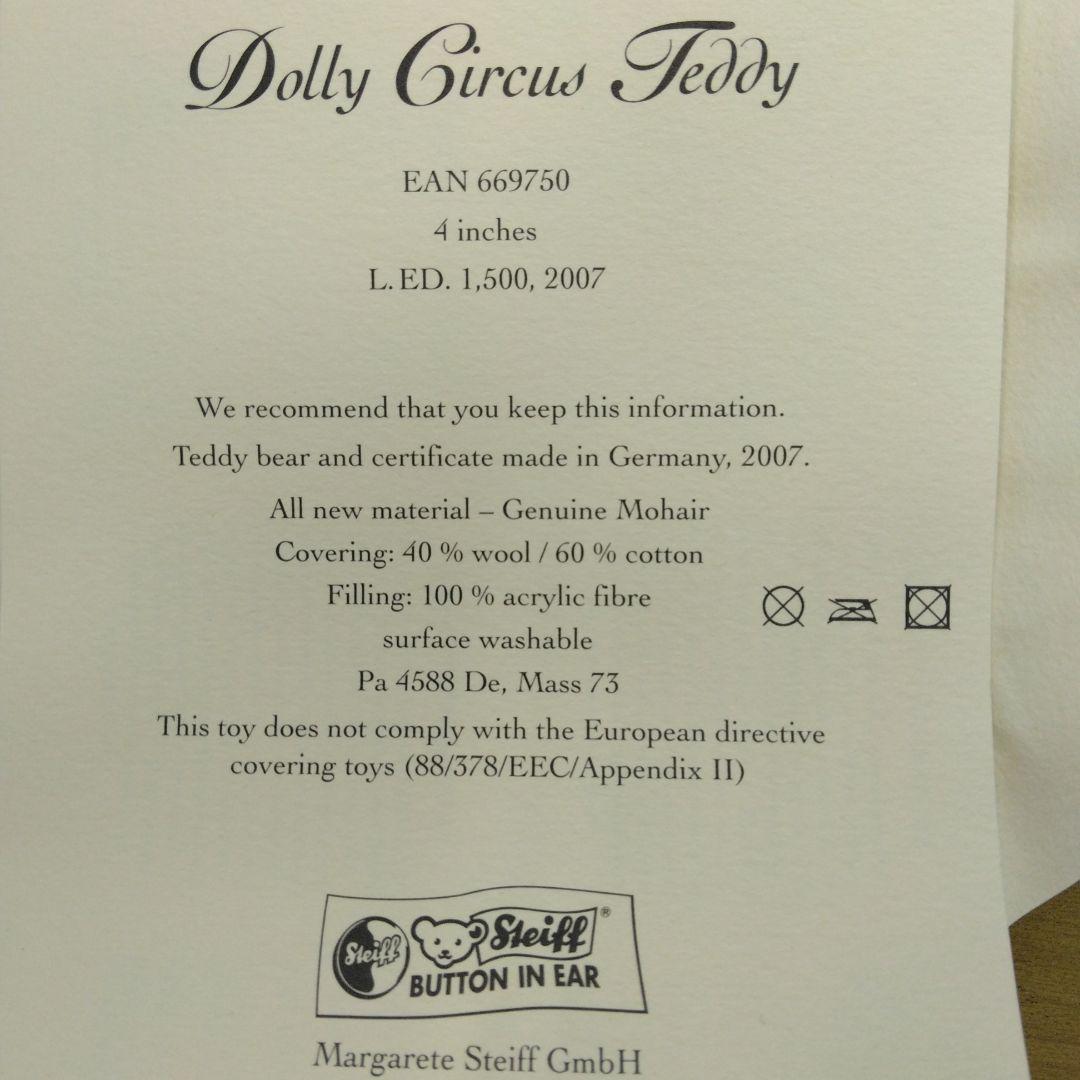 Dolly Circus Teddy
EAN 669750
4 inches
L. ED. 1,500, 2007
We recommend that you keep this information.
Teddy bear and certificate made in Germany, 2007.
All new material – Genuine Mohair
Covering: 40 % wool / 60 % cotton
Filling: 100 % acrylic fibre
surface washable
Pa 4588 De, Mass 73
This toy does not comply with the European directive
covering toys (88/378/EEC/Appendix II)
Steiff Steiff ®
BUTTON IN EAR
Margarete Steiff GmbH